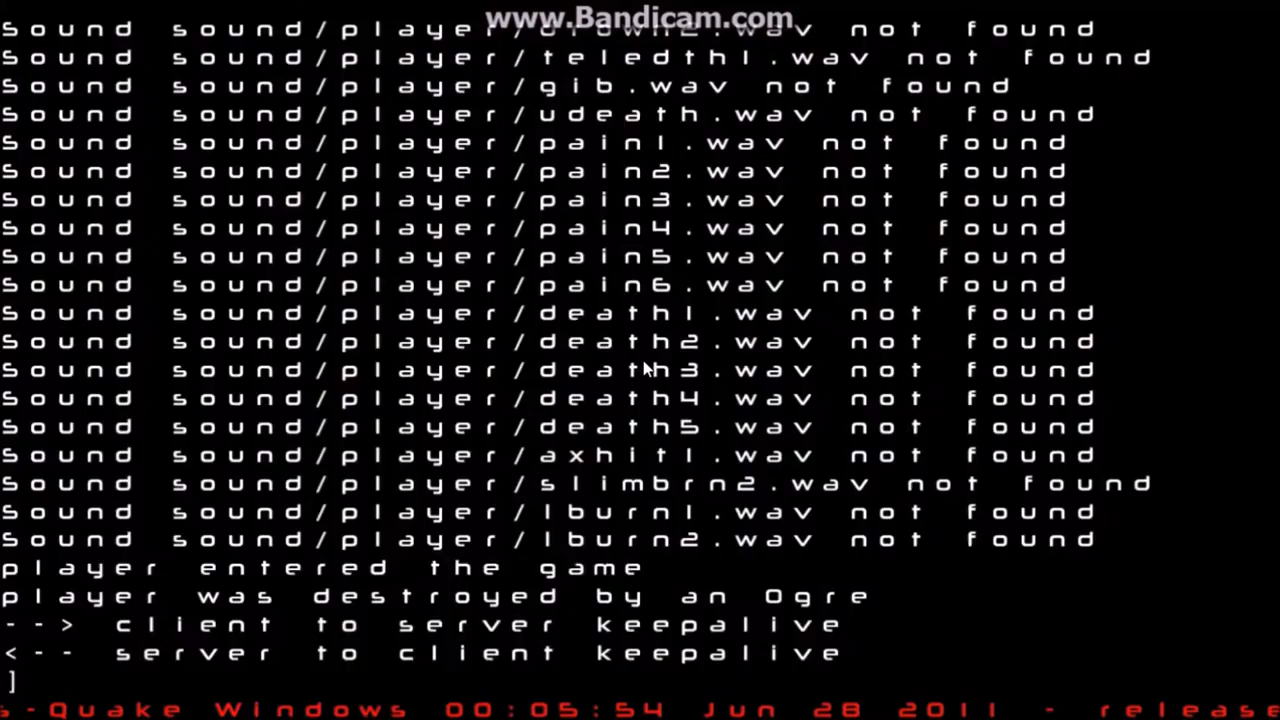 www.Bandicam.com
Sound sound/player/drown2.wav not found
Sound sound/player/teledth1.wav not found
Sound sound/player/gib.wav not found
Sound sound/player/udeath.wav not found
Sound sound/player/pain1.wav not found
Sound sound/player/pain2.wav not found
Sound sound/player/pain3.wav not found
Sound sound/player/pain4.wav not found
Sound sound/player/pain5.wav not found
Sound sound/player/pain6.wav not found
Sound sound/player/death1.wav not found
Sound sound/player/death2.wav not found
Sound sound/player/death3.wav not found
Sound sound/player/death4.wav not found
Sound sound/player/death5.wav not found
Sound sound/player/axhit1.wav not found
Sound sound/player/slimbrn2.wav not found
Sound sound/player/lburn1.wav not found
Sound sound/player/lburn2.wav not found
player entered the game
player was destroyed by an Ogre
--> client to server keepalive
<-- server to client keepalive
]
s-Quake Windows 00:05:54 Jun 28 2011 - release